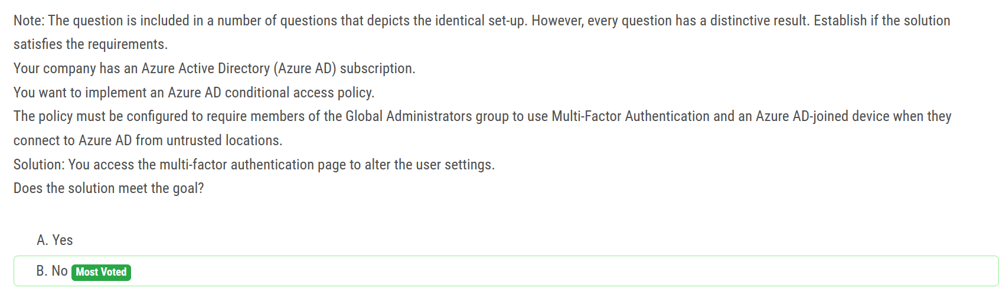 Note: The question is included in a number of questions that depicts the identical set-up. However, every question has a distinctive result. Establish if the solution
satisfies the requirements.
Your company has an Azure Active Directory (Azure AD) subscription.
You want to implement an Azure AD conditional access policy.
The policy must be configured to require members of the Global Administrators group to use Multi-Factor Authentication and an Azure AD-joined device when they
connect to Azure AD from untrusted locations.
Solution: You access the multi-factor authentication page to alter the user settings.
Does the solution meet the goal?
A. Yes
B. No Most Voted